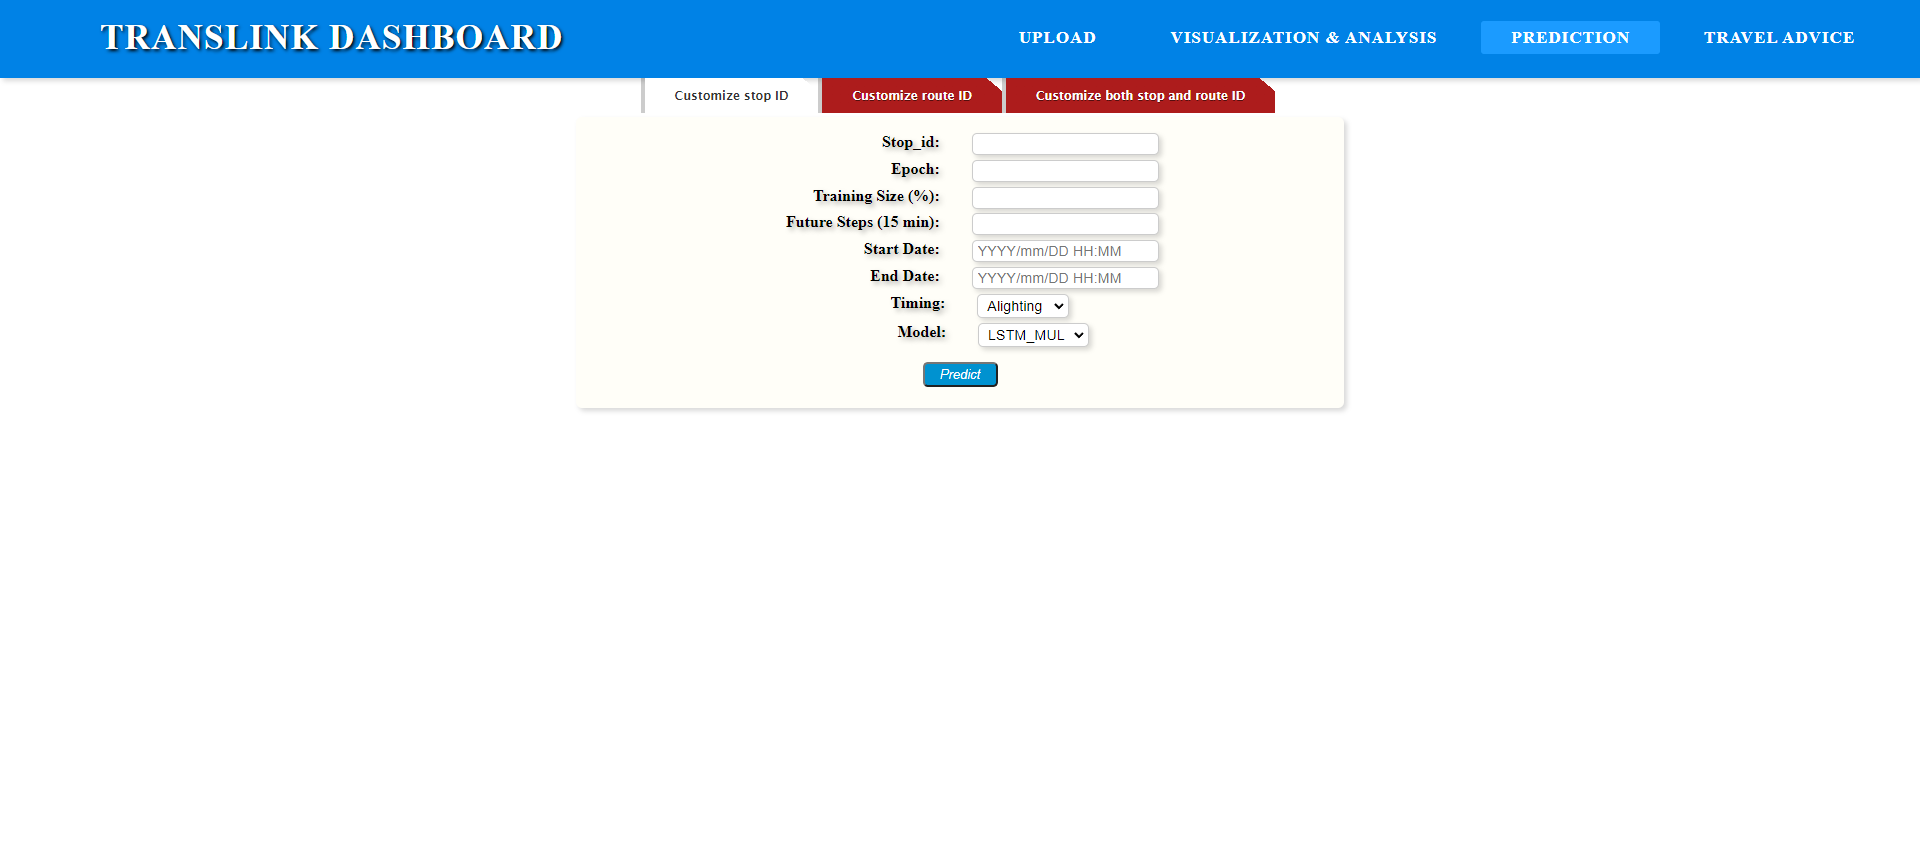 TRANSLINK DASHBOARD UPLOAD VISUALIZATION & ANALYSIS PREDICTION TRAVEL ADVICE
Customize stop ID Customize route ID Customize both stop and route ID
Stop_id:
Epoch:
Training Size (%):
Future Steps (15 min):
Start Date: YYYY/mm/DD HH:MM
End Date: YYYY/mm/DD HH:MM
Timing: Alighting
Model: LSTM_MUL
Predict